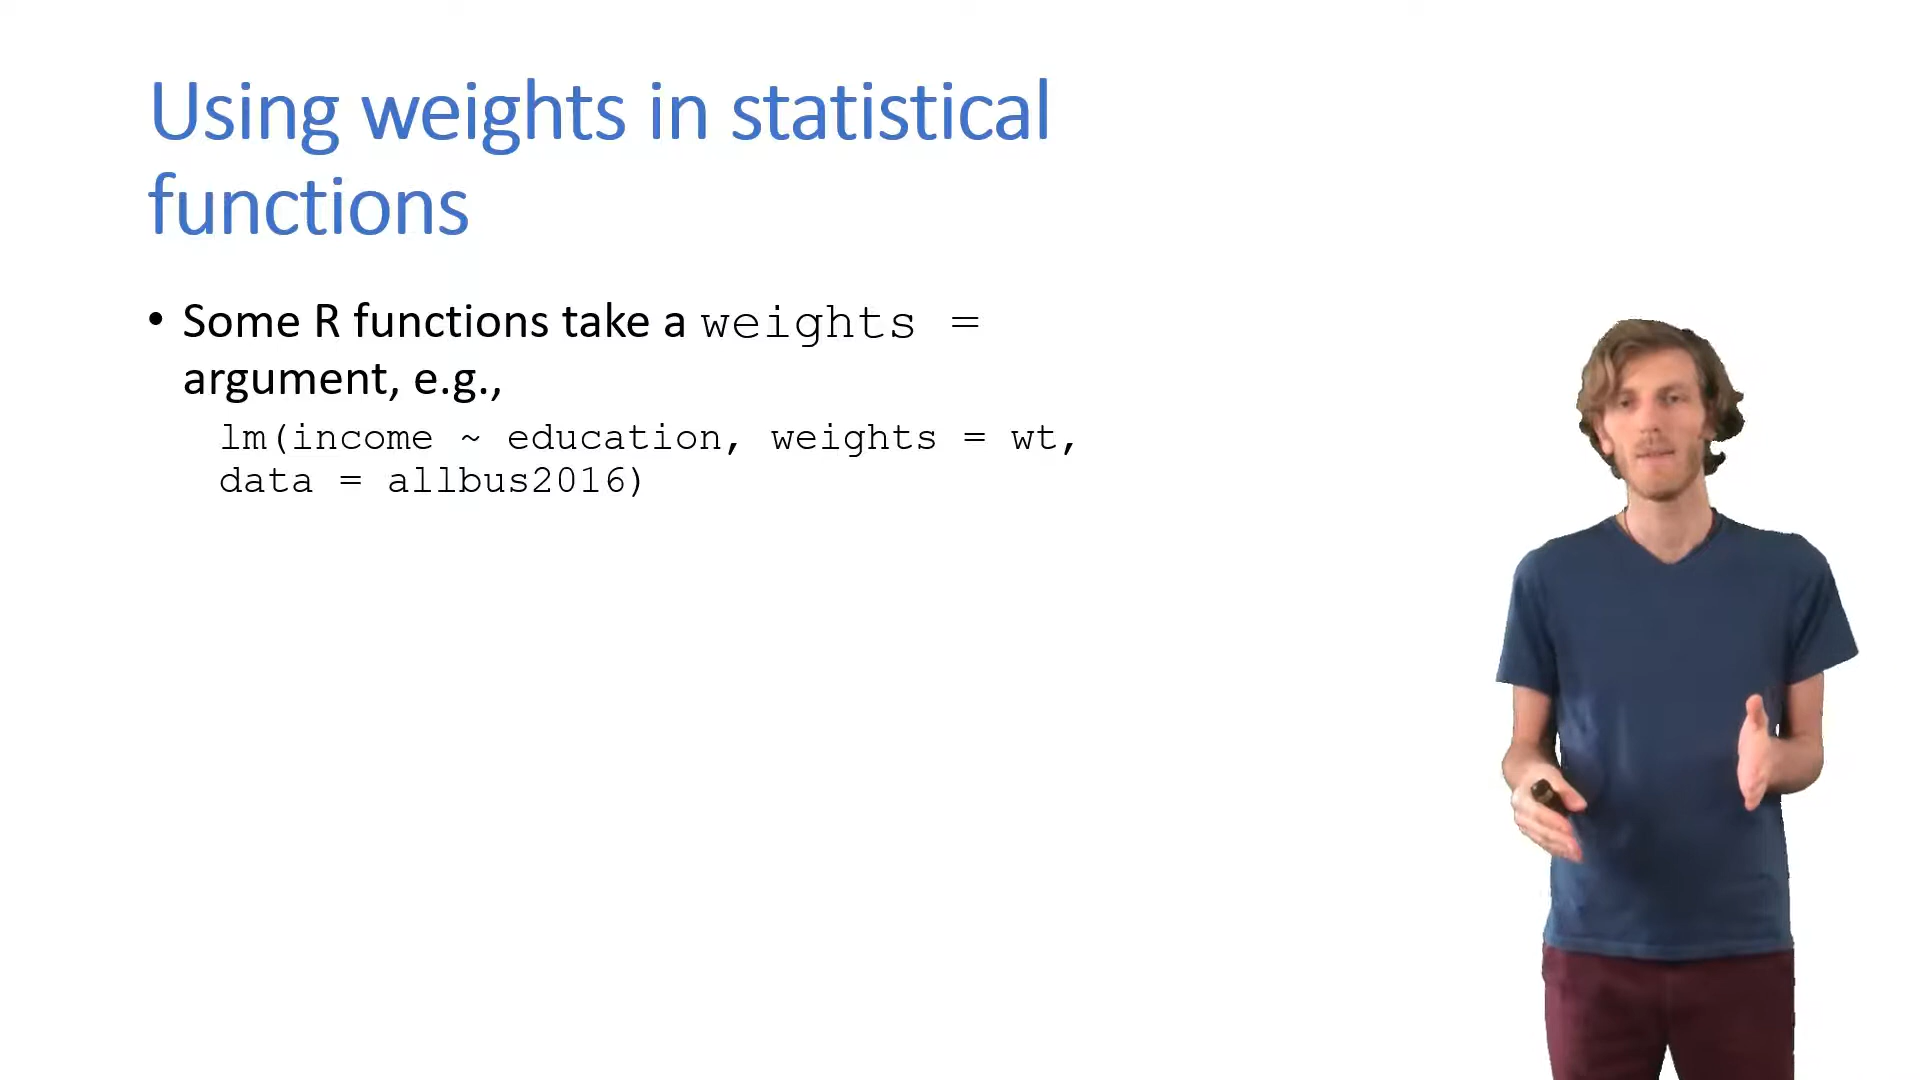 Using weights in statistical
functions
• Some R functions take a weights =
argument, e.g.,
lm(income ~ education, weights = wt,
data = allbus2016)